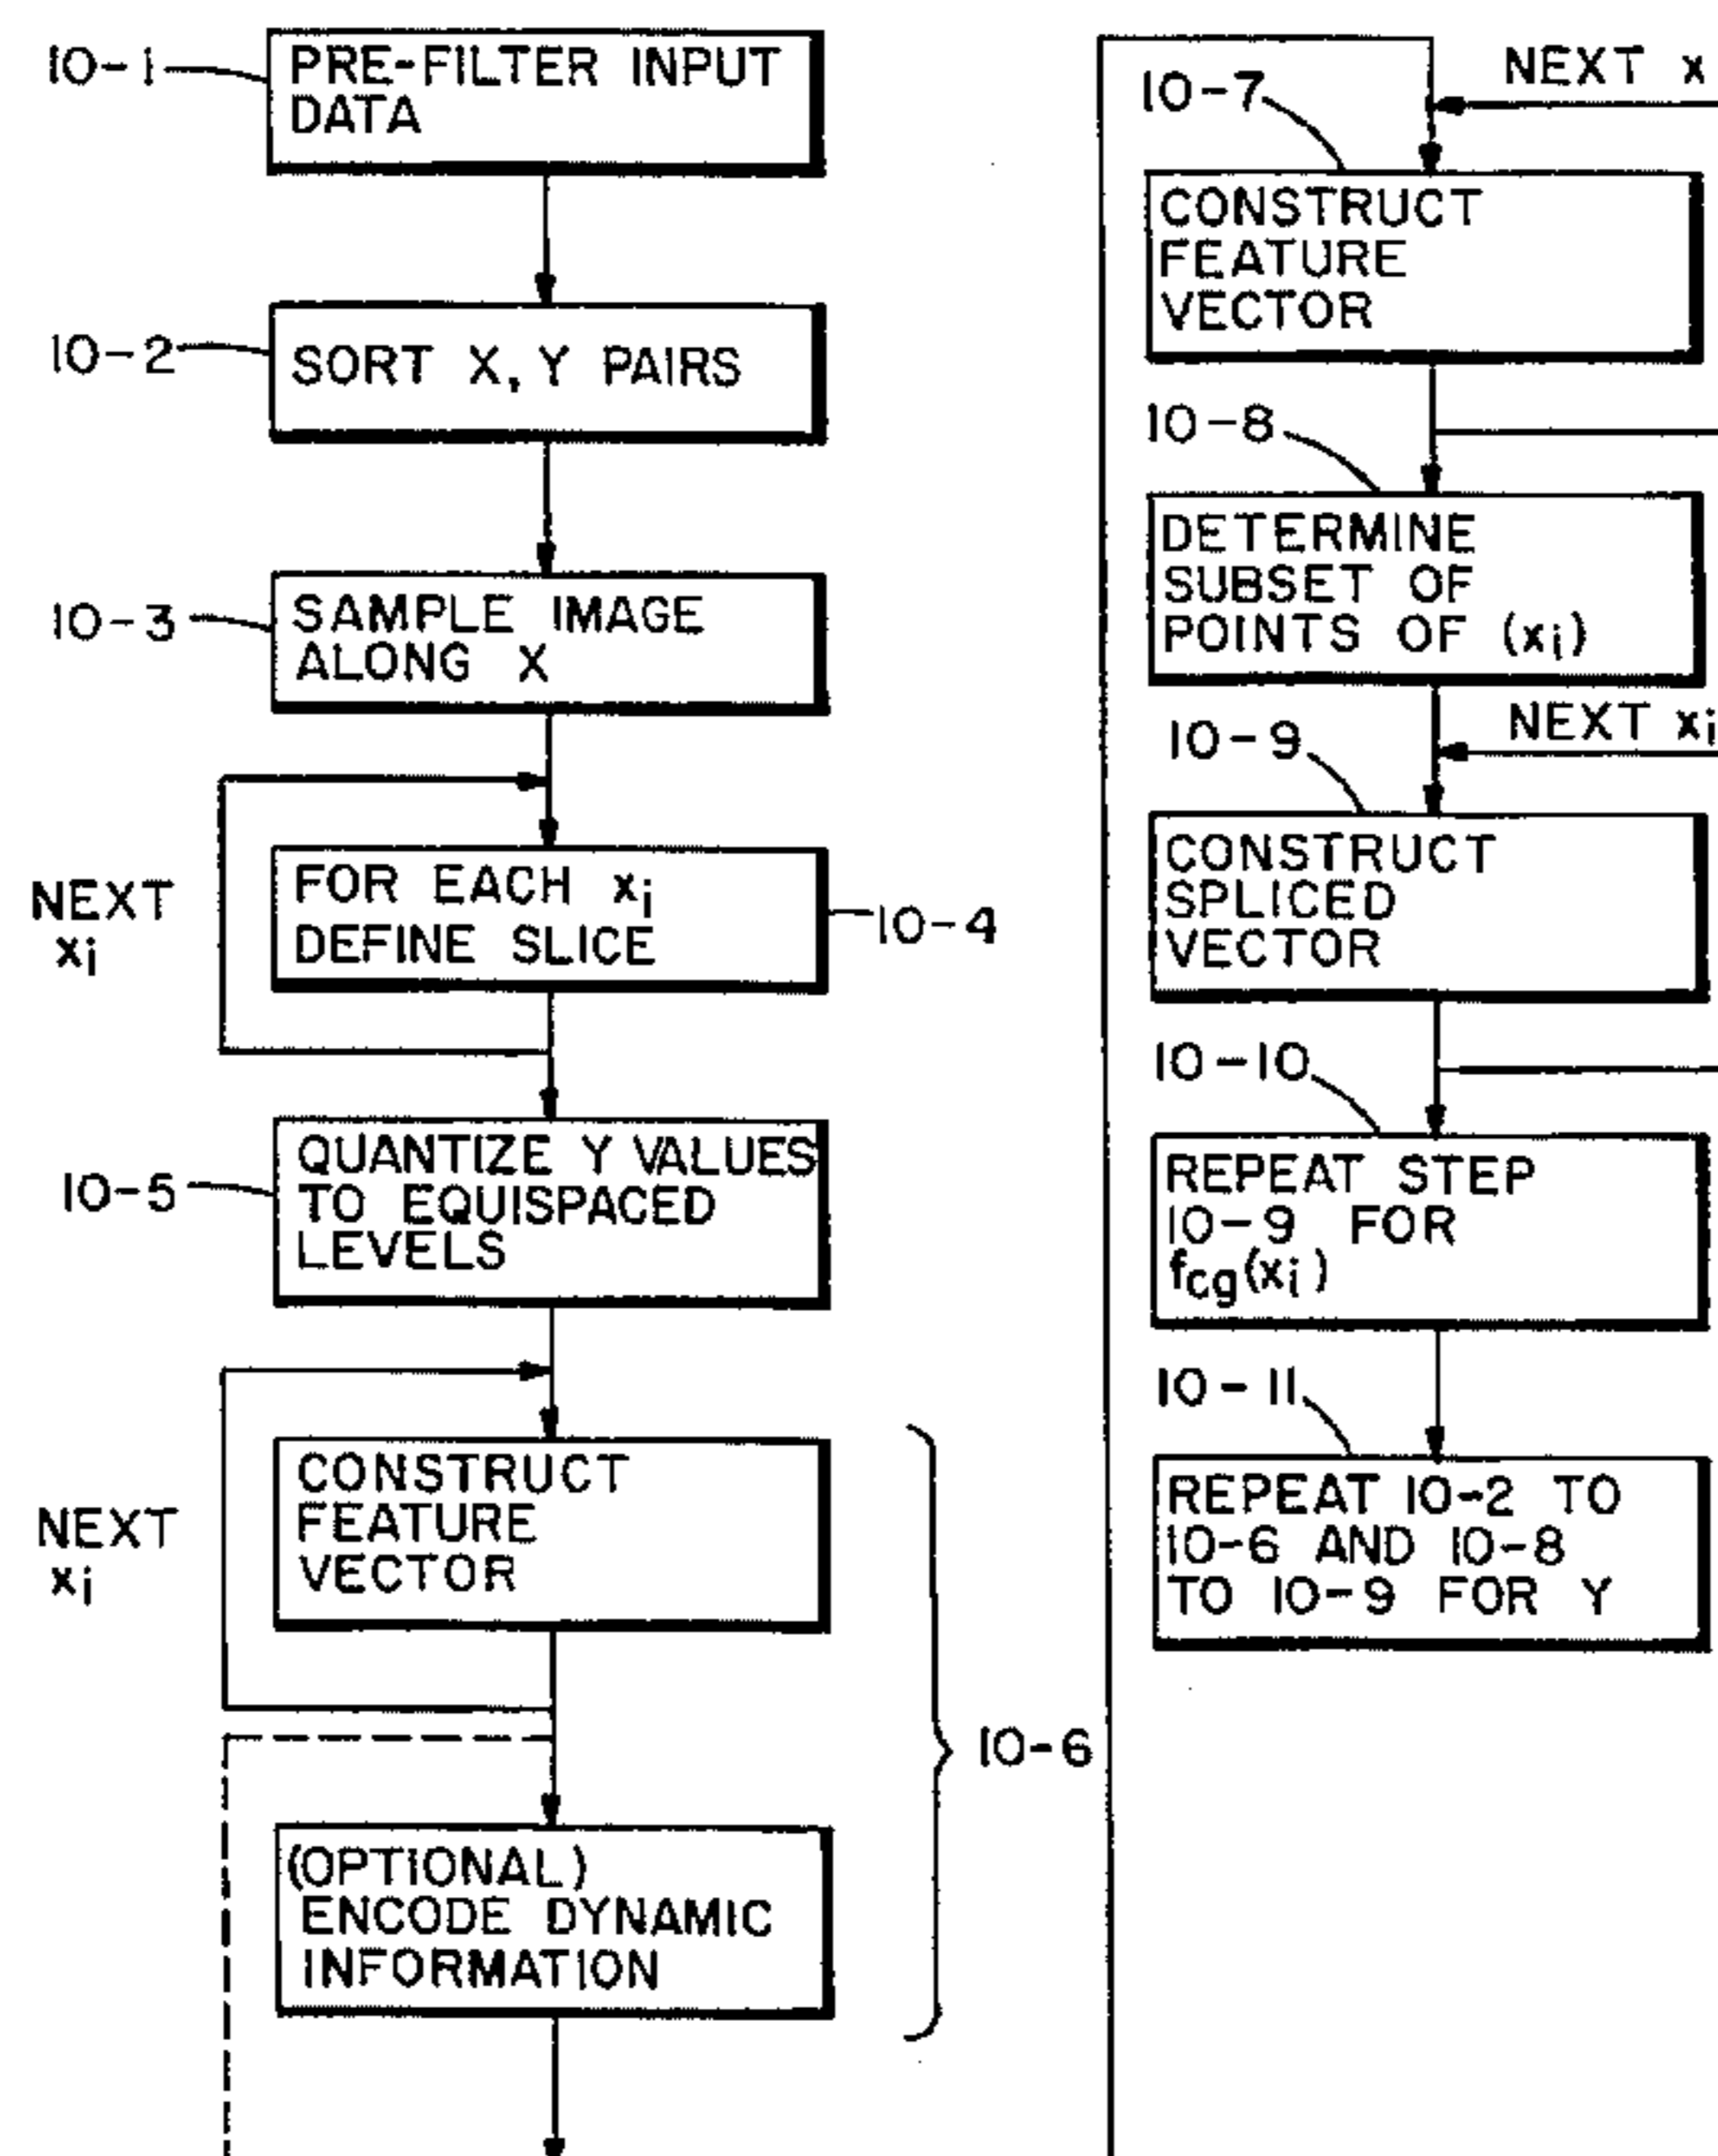 10-1
PRE-FILTER INPUT
DATA
10-2
SORT X, Y PAIRS
10-3
SAMPLE IMAGE
ALONG X
NEXT
xi
FOR EACH xi
DEFINE SLICE
10-4
10-5
QUANTIZE Y VALUES
TO EQUISPACED
LEVELS
NEXT
xi
CONSTRUCT
FEATURE
VECTOR
10-6
(OPTIONAL)
ENCODE DYNAMIC
INFORMATION
10-7
NEXT x
CONSTRUCT
FEATURE
VECTOR
10-8
DETERMINE
SUBSET OF
POINTS OF (xi)
10-9
NEXT xi
CONSTRUCT
SPLICED
VECTOR
10-10
REPEAT STEP
10-9 FOR
fcg(xi)
10-11
REPEAT 10-2 TO
10-6 AND 10-8
TO 10-9 FOR Y